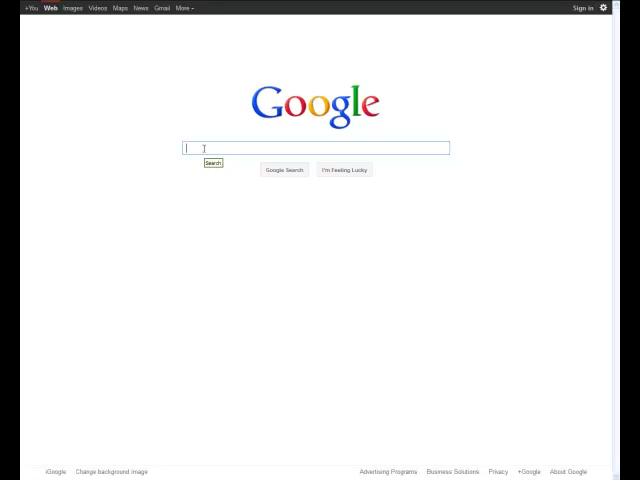 +You Web Images Videos Maps News Gmail More Sign in
Google
Search
Google Search I'm Feeling Lucky
iGoogle Change background image Advertising Programs Business Solutions Privacy +Google About Google